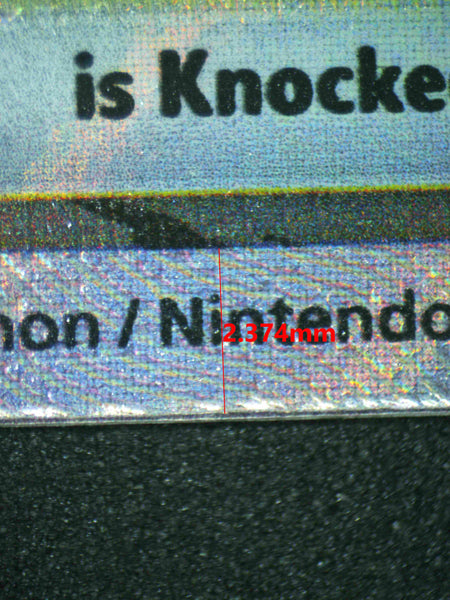 is Knocke
non / Nintendo
2.374mm